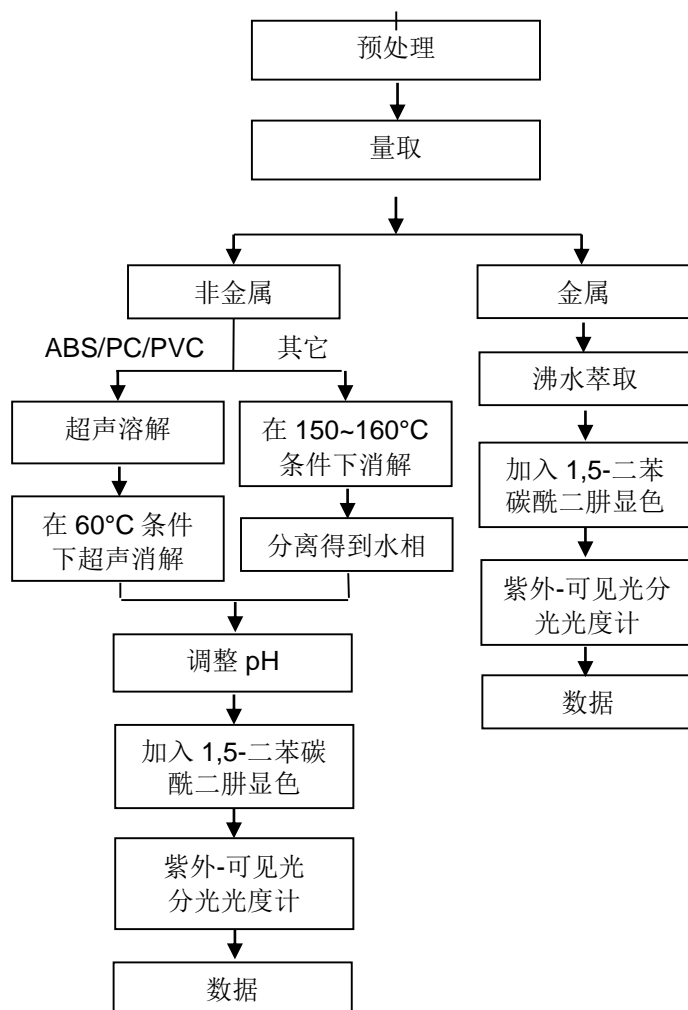 预处理
量取
非金属
金属
ABS/PC/PVC
其它
沸水萃取
超声溶解
在 150~160°C
条件下消解
加入 1,5-二苯
碳酰二肼显色
在 60°C 条件
下超声消解
分离得到水相
紫外-可见光分
光光度计
调整 pH
数据
加入 1,5-二苯碳
酰二肼显色
紫外-可见光
分光光度计
数据